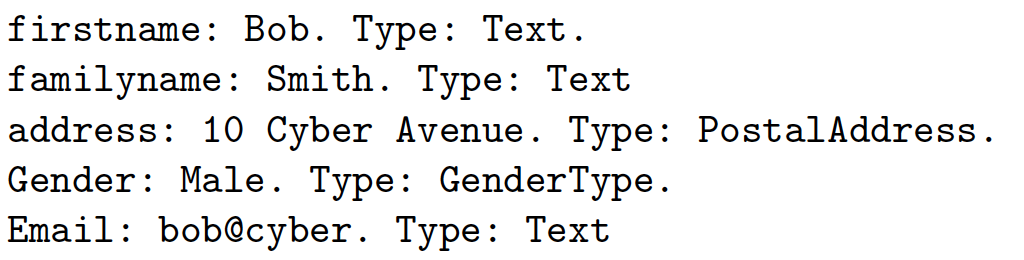 firstname: Bob. Type: Text.
familyname: Smith. Type: Text
address: 10 Cyber Avenue. Type: PostalAddress.
Gender: Male. Type: GenderType.
Email: bob@cyber. Type: Text